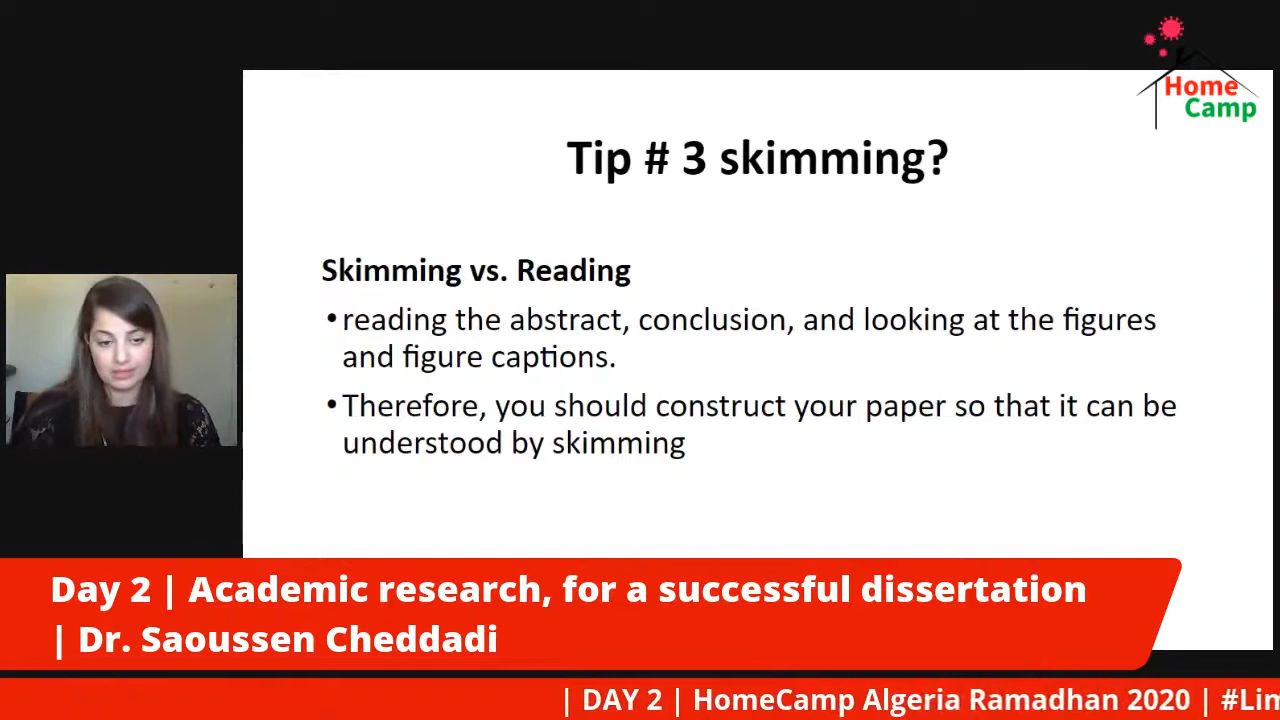 Home
Camp
Tip # 3 skimming?
Skimming vs. Reading
•reading the abstract, conclusion, and looking at the figures
and figure captions.
•Therefore, you should construct your paper so that it can be
understood by skimming
Day 2 | Academic research, for a successful dissertation
| Dr. Saoussen Cheddadi
| DAY 2 | HomeCamp Algeria Ramadhan 2020 | #Lin